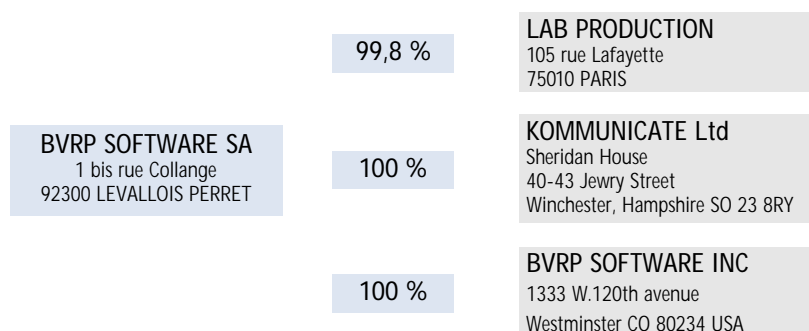 99,8 %
LAB PRODUCTION
105 rue Lafayette
75010 PARIS
BVRP SOFTWARE SA
1 bis rue Collange
92300 LEVALLOIS PERRET
100 %
KOMMUNICATE Ltd
Sheridan House
40-43 Jewry Street
Winchester, Hampshire SO 23 8RY
100 %
BVRP SOFTWARE INC
1333 W.120th avenue
Westminster CO 80234 USA